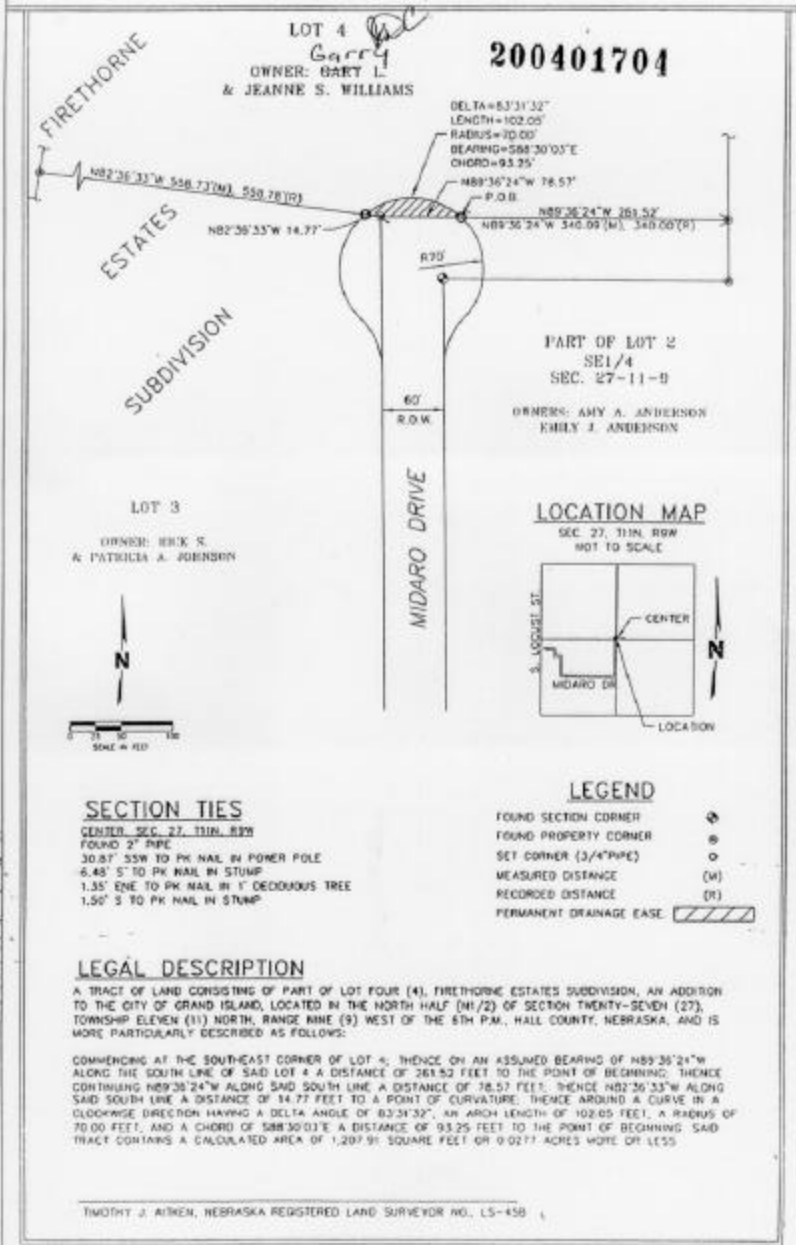 LOT 4
Garry
OWNER: GARY L.
& JEANNE S. WILLIAMS
200401704
FIRETHORNE
ESTATES
SUBDIVISION
DELTA=83°31'32"
LENGTH=102.05'
RADIUS=70.00'
BEARING=S88°30'03"E
CHORD=93.25'
N89°36'24"W 78.57'
P.O.B.
N82°36'33"W 558.73'(M), 558.78'(R)
N82°36'33"W 14.77'
N89°36'24"W 261.52'
N89°36'24"W 340.09'(M), 340.00'(R)
R70'
PART OF LOT 2
SE1/4
SEC. 27-11-9
OWNERS: AMY A. ANDERSON
EMILY J. ANDERSON
60'
R.O.W.
MIDARO DRIVE
LOT 3
OWNER: RICK S.
& PATRICIA A. JOHNSON
N
0 25 50 100
SCALE IN FEET
LOCATION MAP
SEC. 27, T11N, R9W
NOT TO SCALE
S. LOCUST ST.
CENTER
MIDARO DR
LOCATION
N
SECTION TIES
CENTER, SEC. 27, T11N, R9W
FOUND 2" PIPE
30.87' SSW TO PK NAIL IN POWER POLE
6.48' S TO PK NAIL IN STUMP
1.35' ENE TO PK NAIL IN 1' DECIDUOUS TREE
1.50' S TO PK NAIL IN STUMP
LEGEND
FOUND SECTION CORNER
FOUND PROPERTY CORNER
SET CORNER (3/4"PIPE)
MEASURED DISTANCE (M)
RECORDED DISTANCE (R)
PERMANENT DRAINAGE EASE.
LEGAL DESCRIPTION
A TRACT OF LAND CONSISTING OF PART OF LOT FOUR (4), FIRETHORNE ESTATES SUBDIVISION, AN ADDITION
TO THE CITY OF GRAND ISLAND, LOCATED IN THE NORTH HALF (N1/2) OF SECTION TWENTY-SEVEN (27),
TOWNSHIP ELEVEN (11) NORTH, RANGE NINE (9) WEST OF THE 6TH P.M., HALL COUNTY, NEBRASKA, AND IS
MORE PARTICULARLY DESCRIBED AS FOLLOWS:
COMMENCING AT THE SOUTHEAST CORNER OF LOT 4; THENCE ON AN ASSUMED BEARING OF N89°36'24"W
ALONG THE SOUTH LINE OF SAID LOT 4 A DISTANCE OF 261.52 FEET TO THE POINT OF BEGINNING; THENCE
CONTINUING N89°36'24"W ALONG SAID SOUTH LINE A DISTANCE OF 78.57 FEET; THENCE N82°36'33"W ALONG
SAID SOUTH LINE A DISTANCE OF 14.77 FEET TO A POINT OF CURVATURE; THENCE AROUND A CURVE IN A
CLOCKWISE DIRECTION HAVING A DELTA ANGLE OF 83°31'32", AN ARCH LENGTH OF 102.05 FEET, A RADIUS OF
70.00 FEET, AND A CHORD OF S88°30'03"E A DISTANCE OF 93.25 FEET TO THE POINT OF BEGINNING. SAID
TRACT CONTAINS A CALCULATED AREA OF 1,207.91 SQUARE FEET OR 0.0277 ACRES MORE OR LESS
TIMOTHY J. AITKEN, NEBRASKA REGISTERED LAND SURVEYOR NO., LS-458